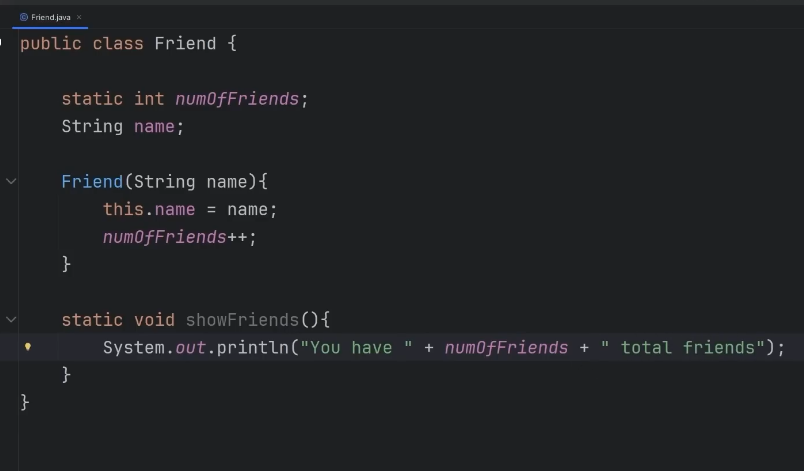 Friend.java
public class Friend {
static int numOfFriends;
String name;
Friend(String name){
this.name = name;
numOfFriends++;
}
static void showFriends(){
System.out.println("You have " + numOfFriends + " total friends");
}
}